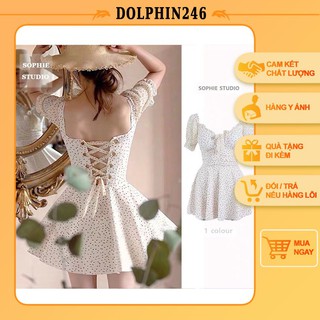 DOLPHIN246
SOPHIE
STUDIO
SOPHIE STUDIO
1 colour
CAM KẾT
CHẤT LƯỢNG
HÀNG Y ẢNH
QUÀ TẶNG
ĐI KÈM
ĐỔI / TRẢ
NẾU HÀNG LỖI
MUA
NGAY